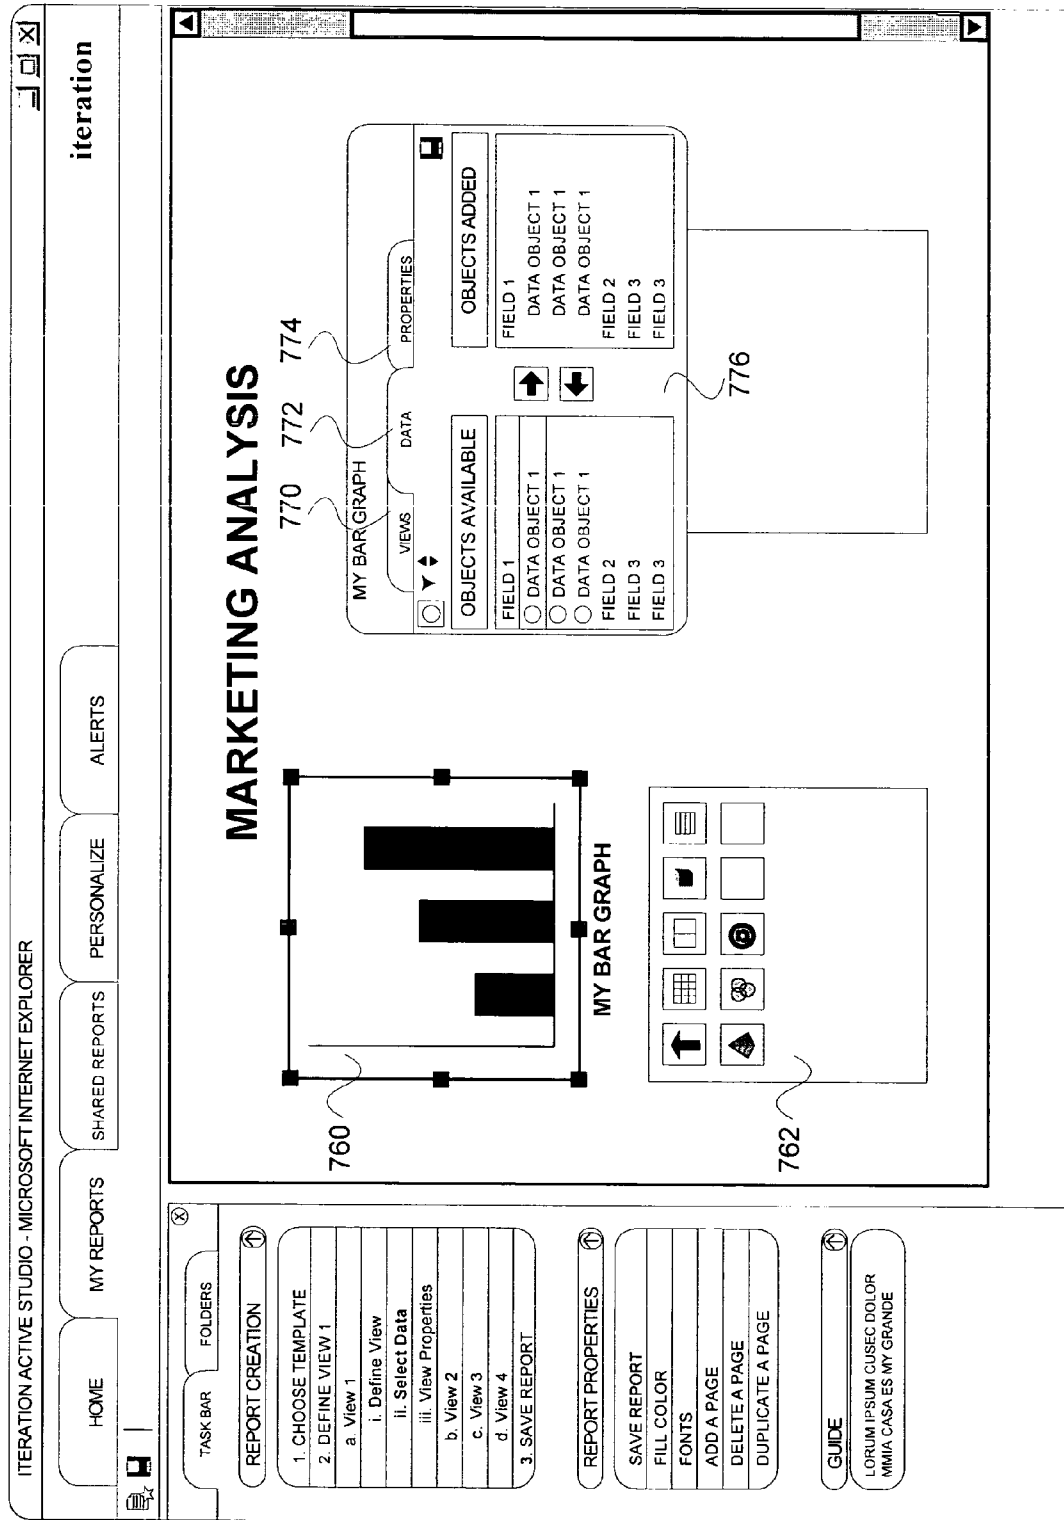 ITERATION ACTIVE STUDIO - MICROSOFT INTERNET EXPLORER
HOME
MY REPORTS
SHARED REPORTS
PERSONALIZE
ALERTS
iteration
TASK BAR
FOLDERS
REPORT CREATION
1. CHOOSE TEMPLATE
2. DEFINE VIEW 1
a. View 1
i. Define View
ii. Select Data
iii. View Properties
b. View 2
c. View 3
d. View 4
3. SAVE REPORT
REPORT PROPERTIES
SAVE REPORT
FILL COLOR
FONTS
ADD A PAGE
DELETE A PAGE
DUPLICATE A PAGE
GUIDE
LORUM IPSUM CUSEC DOLOR
MMIA CASA ES MY GRANDE
MARKETING ANALYSIS
760
MY BAR GRAPH
762
770
772
774
MY BAR GRAPH
VIEWS
DATA
PROPERTIES
OBJECTS AVAILABLE
FIELD 1
DATA OBJECT 1
DATA OBJECT 1
DATA OBJECT 1
FIELD 2
FIELD 3
FIELD 3
OBJECTS ADDED
FIELD 1
DATA OBJECT 1
DATA OBJECT 1
DATA OBJECT 1
FIELD 2
FIELD 3
FIELD 3
776